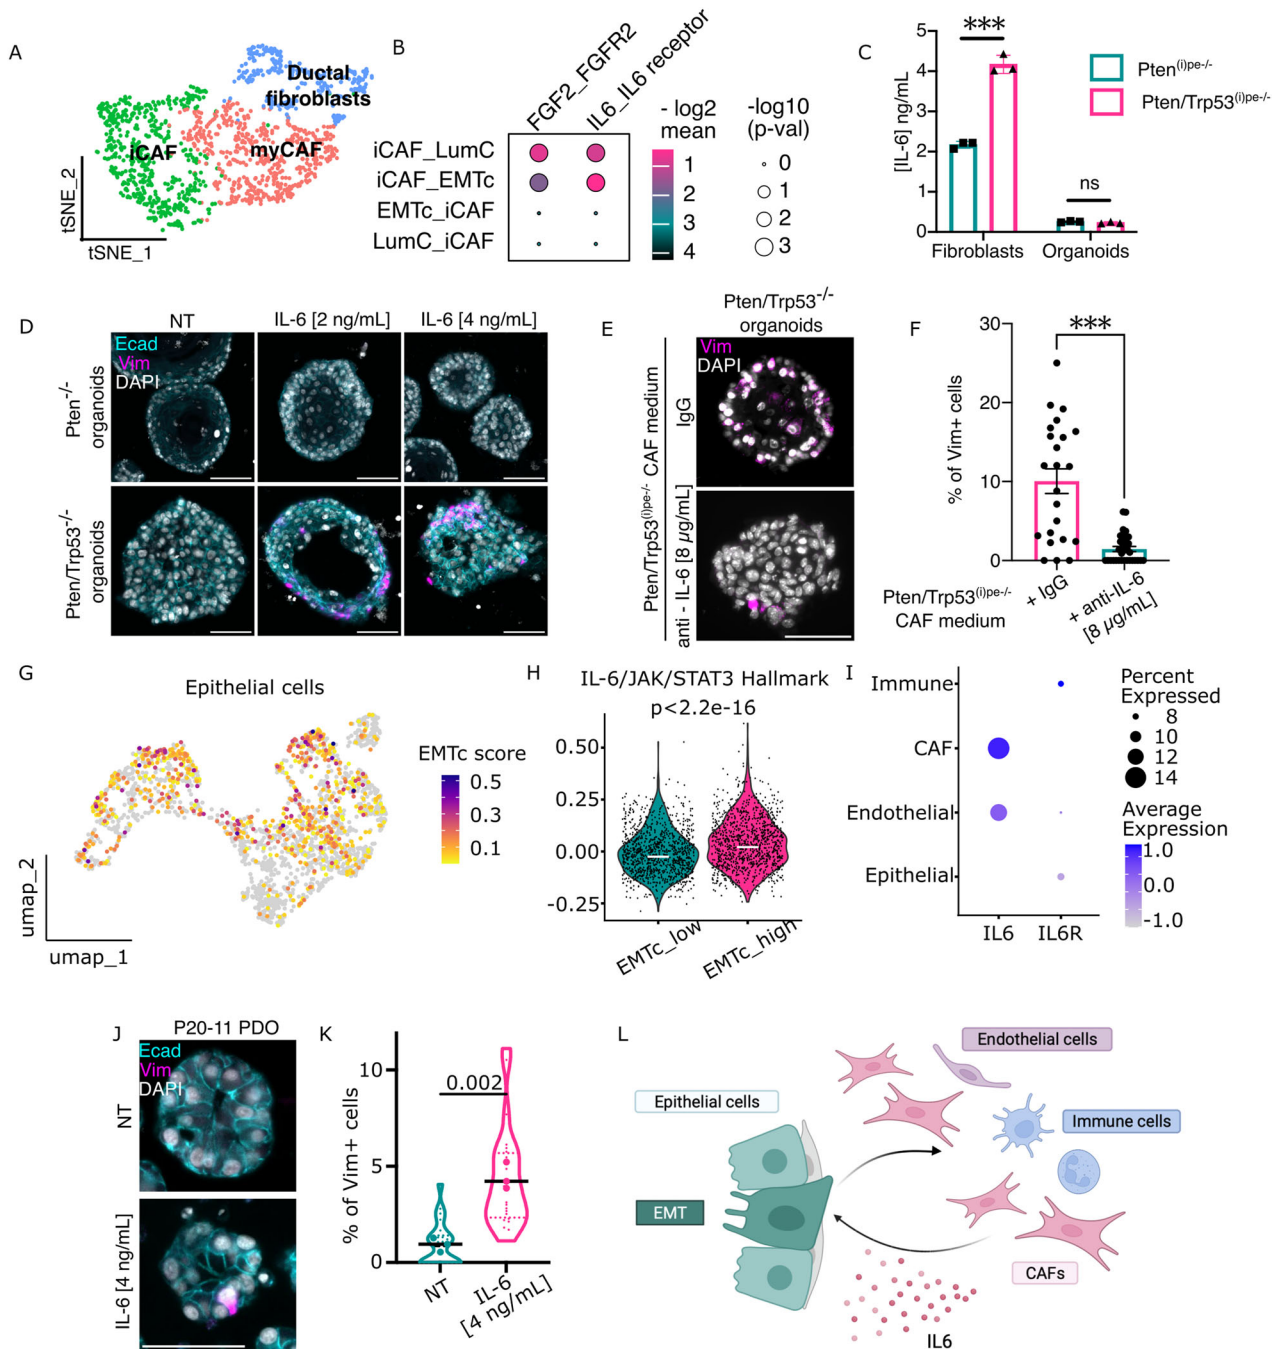 A
Ductal
fibroblasts
iCAF
myCAF
tSNE_2
tSNE_1
B
FGF2_FGFR2
IL6_IL6 receptor
iCAF_LumC
iCAF_EMTc
EMTc_iCAF
LumC_iCAF
- log2
mean
1
2
3
4
-log10
(p-val)
0
1
2
3
C
[IL-6] ng/mL
5
4
3
2
1
0
***
ns
Fibroblasts
Organoids
Pten(i)pe-/-
Pten/Trp53(i)pe-/-
D
NT
IL-6 [2 ng/mL]
IL-6 [4 ng/mL]
Ecad
Vim
DAPI
Pten-/-
organoids
Pten/Trp53-/-
organoids
E
Pten/Trp53-/-
organoids
Vim
DAPI
Pten/Trp53(i)pe-/- CAF medium
IgG
anti - IL-6 [8 µg/mL]
F
% of Vim+ cells
30
20
10
0
***
Pten/Trp53(i)pe-/-
CAF medium
+ IgG
+ anti-IL-6
[8 µg/mL]
G
Epithelial cells
EMTc score
0.5
0.3
0.1
umap_2
umap_1
H
IL-6/JAK/STAT3 Hallmark
p<2.2e-16
0.50
0.25
0.00
-0.25
EMTc_low
EMTc_high
I
Immune
CAF
Endothelial
Epithelial
IL6
IL6R
Percent
Expressed
8
10
12
14
Average
Expression
1.0
0.0
-1.0
J
P20-11 PDO
Ecad
Vim
DAPI
NT
IL-6 [4 ng/mL]
K
% of Vim+ cells
10
5
0
0.002
NT
IL-6
[4 ng/mL]
L
Endothelial cells
Epithelial cells
Immune cells
EMT
CAFs
IL6